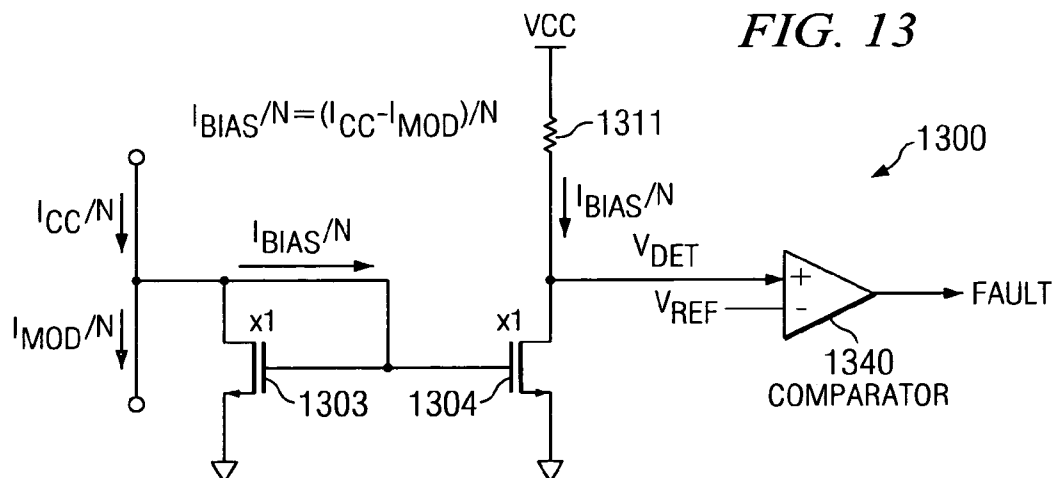 FIG. 13
VCC
I_BIAS/N=(I_CC-I_MOD)/N
1311
1300
I_CC/N
I_BIAS/N
I_BIAS/N
V_DET
+
FAULT
V_REF
-
I_MOD/N
x1
x1
1303
1304
1340
COMPARATOR